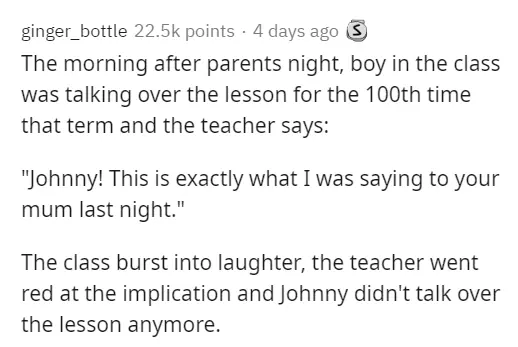 ginger_bottle 22.5k points · 4 days ago S
The morning after parents night, boy in the class
was talking over the lesson for the 100th time
that term and the teacher says:
"Johnny! This is exactly what I was saying to your
mum last night."
The class burst into laughter, the teacher went
red at the implication and Johnny didn't talk over
the lesson anymore.